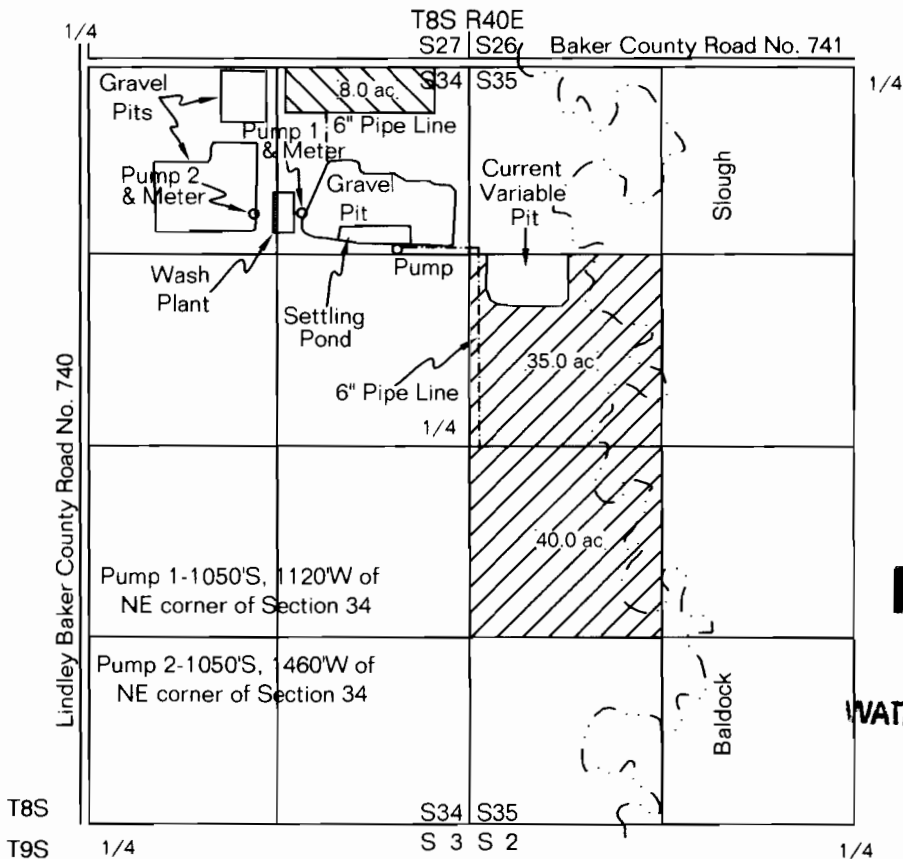 T8S R40E
1/4
S27 S26 Baker County Road No. 741
S34 S35
1/4
Gravel
Pits
8.0 ac.
6" Pipe Line
Pump 1
& Meter
Pump 2
& Meter
Gravel
Pit
Current
Variable
Pit
Slough
Wash
Plant
Settling
Pond
Pump
35.0 ac.
6" Pipe Line
1/4
Lindley Baker County Road No. 740
40.0 ac.
Pump 1-1050'S, 1120'W of
NE corner of Section 34
Pump 2-1050'S, 1460'W of
NE corner of Section 34
Baldock
WAT
T8S
S34 S35
T9S
1/4
S 3 S 2
1/4